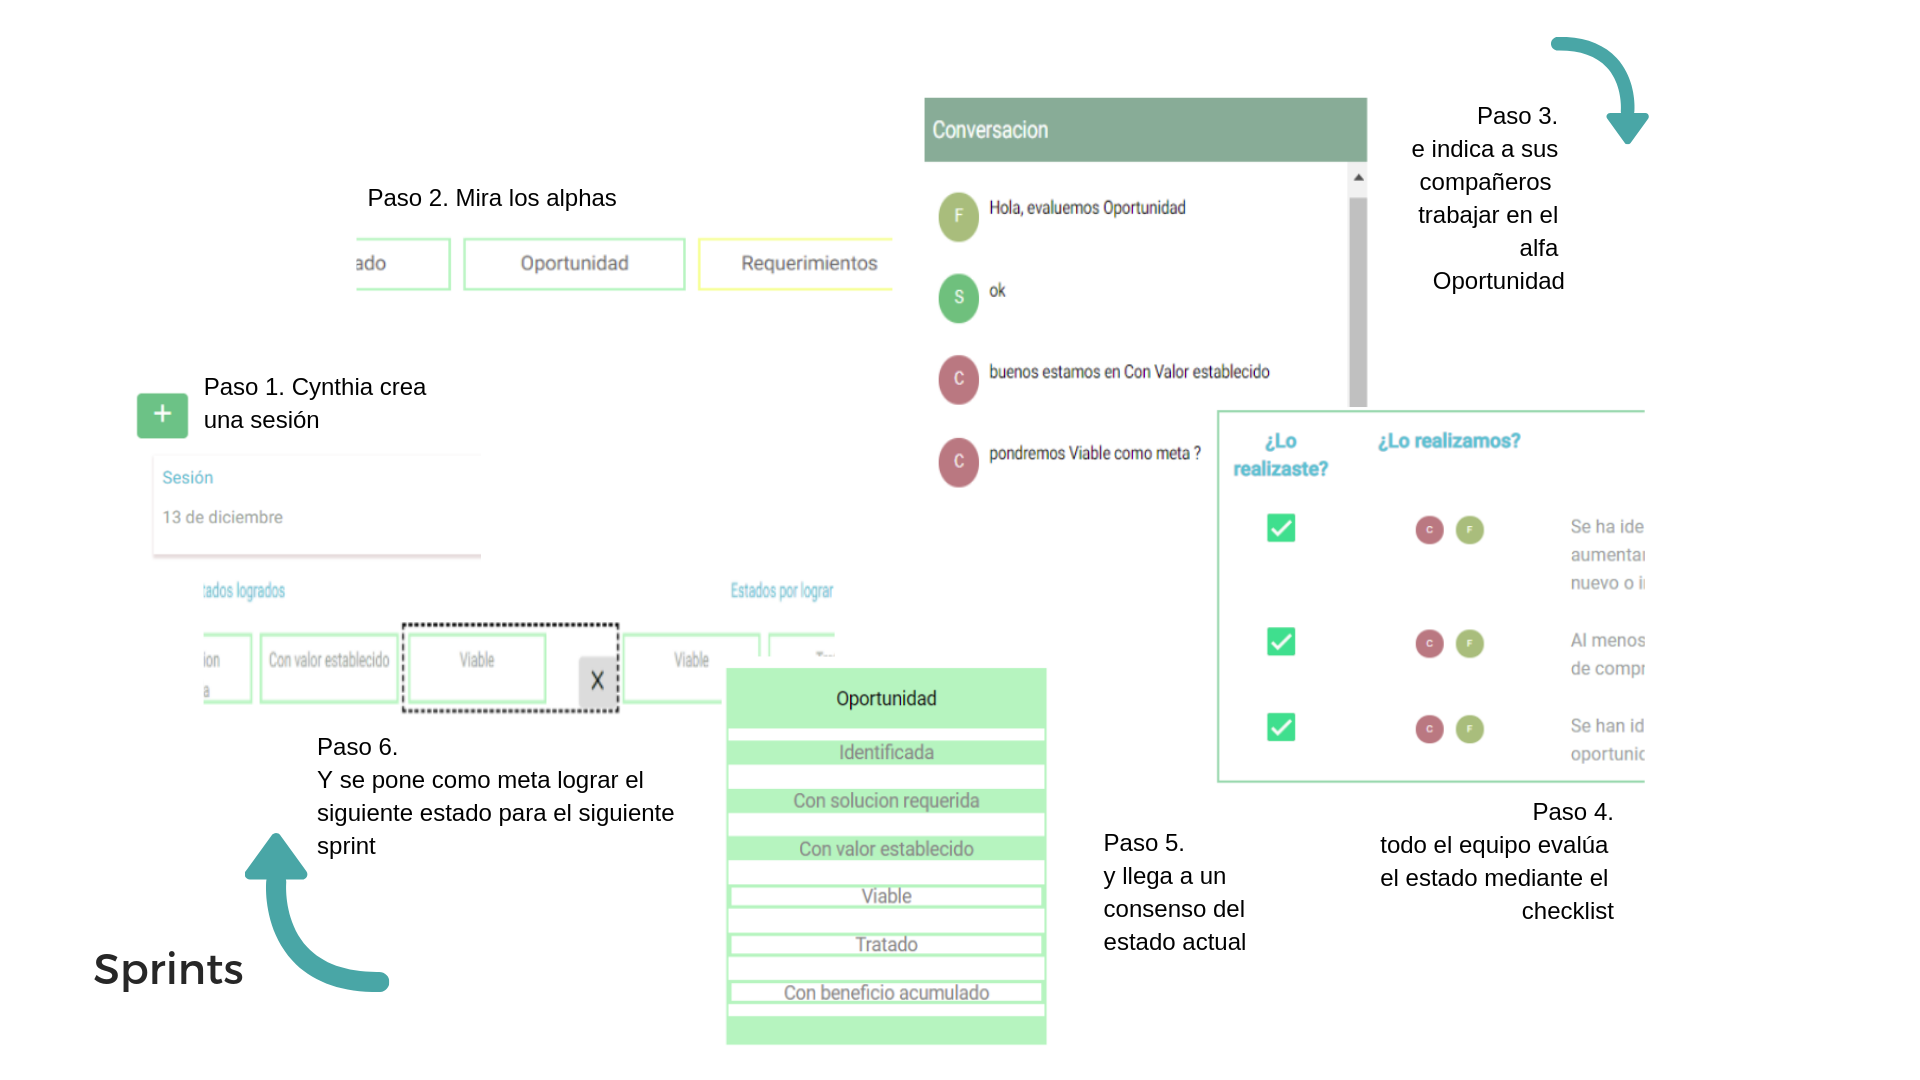 Paso 1. Cynthia crea
una sesión
+
Sesión
13 de diciembre
Paso 2. Mira los alphas
ado
Oportunidad
Requerimientos
Conversacion
F
Hola, evaluemos Oportunidad
S
ok
C
buenos estamos en Con Valor establecido
C
pondremos Viable como meta ?
Paso 3.
e indica a sus
compañeros
trabajar en el
alfa
Oportunidad
¿Lo
realizaste?
¿Lo realizamos?
C F
Se ha ide
aumentar
nuevo o i
C F
Al menos
de compr
C F
Se han id
oportunic
Paso 4.
todo el equipo evalúa
el estado mediante el
checklist
Paso 5.
y llega a un
consenso del
estado actual
Oportunidad
Identificada
Con solucion requerida
Con valor establecido
Viable
Tratado
Con beneficio acumulado
tados logrados
Estados por lograr
ion
a
Con valor establecido
Viable
X
Viable
Paso 6.
Y se pone como meta lograr el
siguiente estado para el siguiente
sprint
Sprints